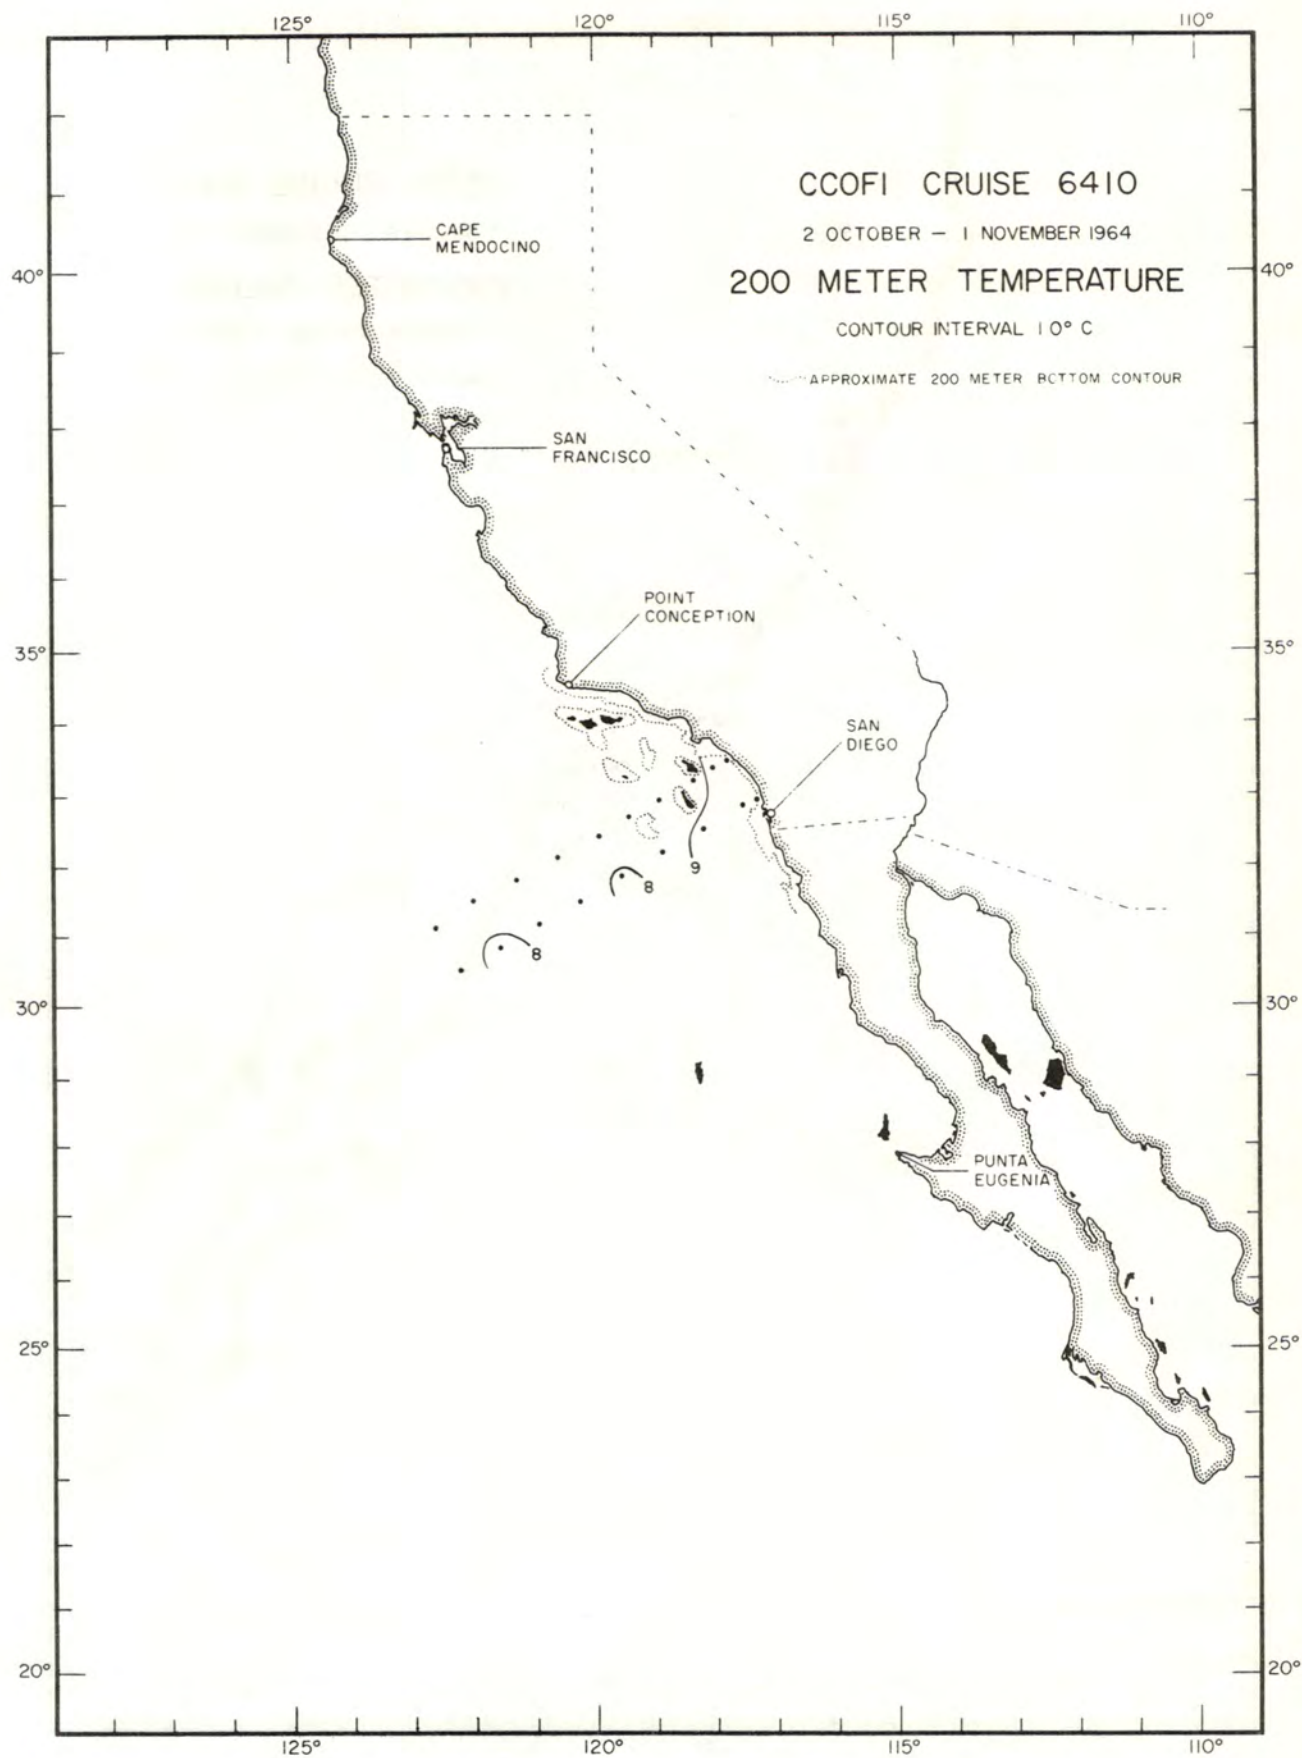 125° 120° 115° 110°
CCOFI CRUISE 6410
2 OCTOBER — 1 NOVEMBER 1964
200 METER TEMPERATURE
CONTOUR INTERVAL 1 0° C
APPROXIMATE 200 METER BOTTOM CONTOUR
CAPE
MENDOCINO
40° 40°
SAN
FRANCISCO
POINT
CONCEPTION
35° 35°
SAN
DIEGO
9
8
8
30° 30°
PUNTA
EUGENIA
25° 25°
20° 20°
125° 120° 115° 110°